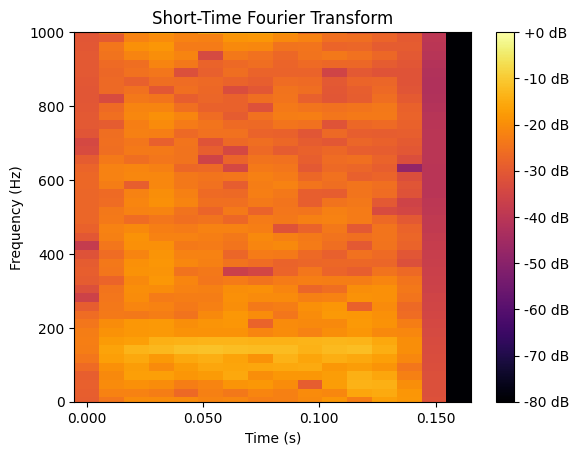 Short-Time Fourier Transform
Frequency (Hz)
1000
800
600
400
200
0
0.000
0.050
0.100
0.150
Time (s)
+0 dB
-10 dB
-20 dB
-30 dB
-40 dB
-50 dB
-60 dB
-70 dB
-80 dB